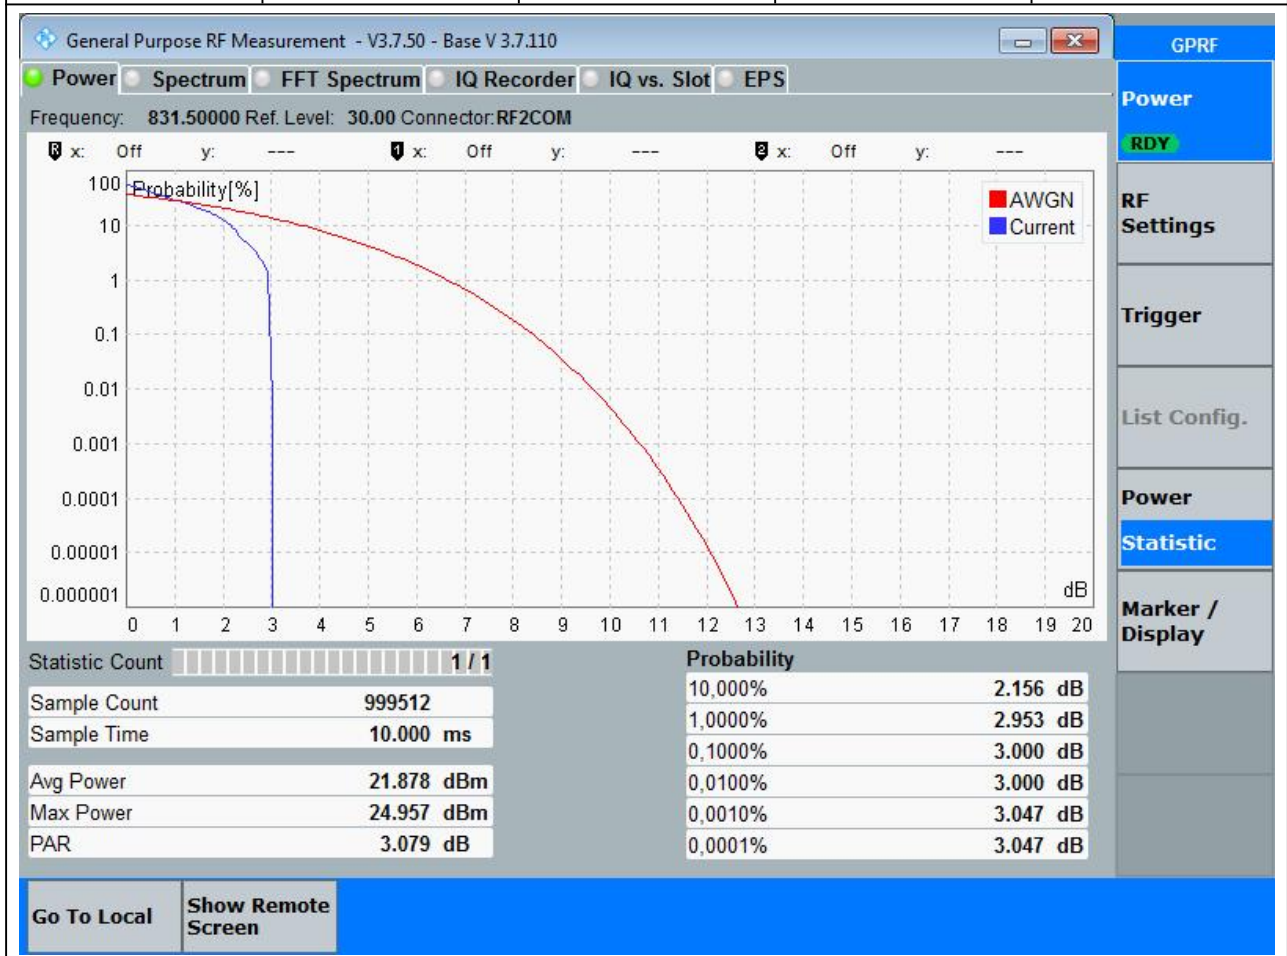 General Purpose RF Measurement - V3.7.50 - Base V 3.7.110
GPRF
Power Spectrum FFT Spectrum IQ Recorder IQ vs. Slot EPS
Frequency: 831.50000 Ref. Level: 30.00 Connector:RF2COM
R x: Off y: --- 1 x: Off y: --- 2 x: Off y: ---
Probability[%]
AWGN
Current
100
10
1
0.1
0.01
0.001
0.0001
0.00001
0.000001
dB
0 1 2 3 4 5 6 7 8 9 10 11 12 13 14 15 16 17 18 19 20
Statistic Count 1 / 1
Sample Count 999512
Sample Time 10.000 ms
Avg Power 21.878 dBm
Max Power 24.957 dBm
PAR 3.079 dB
Probability
10,000% 2.156 dB
1,0000% 2.953 dB
0,1000% 3.000 dB
0,0100% 3.000 dB
0,0010% 3.047 dB
0,0001% 3.047 dB
Power
RDY
RF
Settings
Trigger
List Config.
Power
Statistic
Marker /
Display
Go To Local
Show Remote
Screen